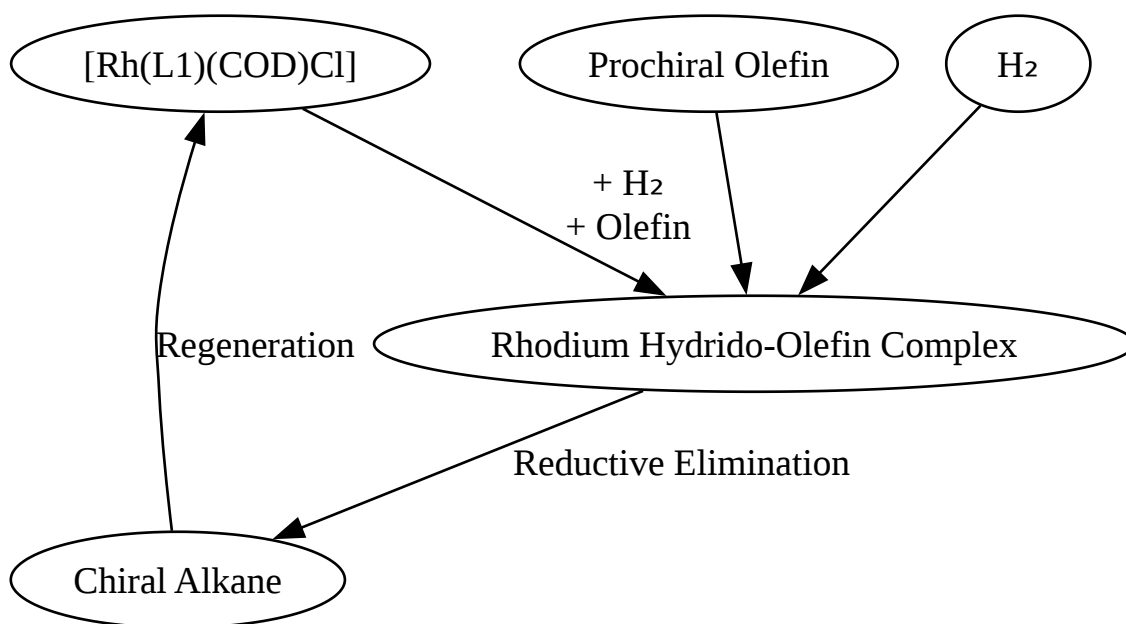 [Rh(L1)(COD)Cl]
Prochiral Olefin
H₂
+ H₂
+ Olefin
Regeneration
Rhodium Hydrido-Olefin Complex
Reductive Elimination
Chiral Alkane